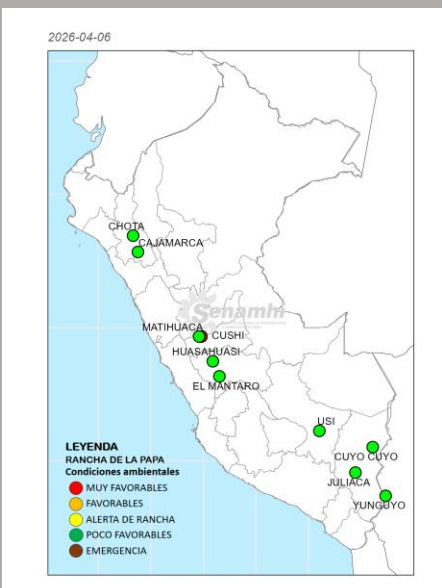 2026-04-06
CHOTA
CAJAMARCA
Senamhi
MATIHUACA
CUSHI
HUASAHUASI
EL MANTARO
USI
CUYO CUYO
JULIACA
YUNGUYO
LEYENDA
RANCHA DE LA PAPA
Condiciones ambientales
MUY FAVORABLES
FAVORABLES
ALERTA DE RANCHA
POCO FAVORABLES
EMERGENCIA